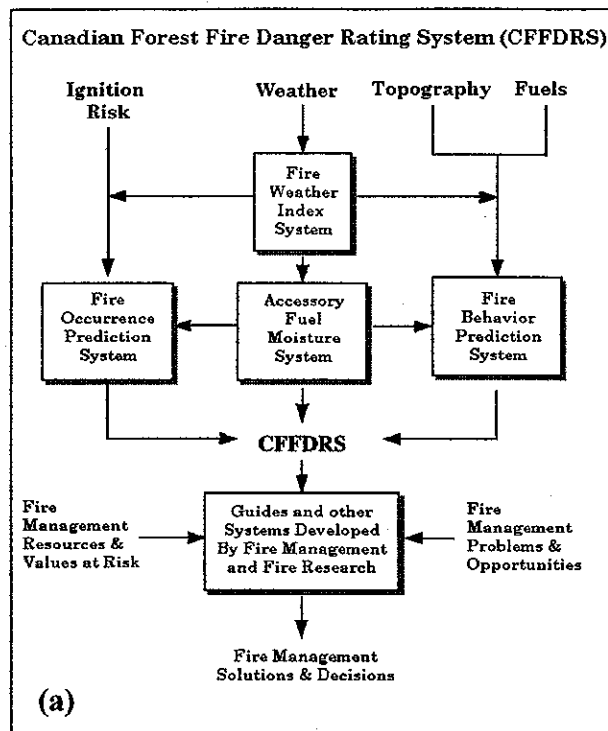 Canadian Forest Fire Danger Rating System (CFFDRS)
Ignition
Risk
Weather
Topography
Fuels
Fire
Weather
Index
System
Fire
Occurrence
Prediction
System
Accessory
Fuel
Moisture
System
Fire
Behavior
Prediction
System
CFFDRS
Fire
Management
Resources &
Values at Risk
Guides and other
Systems Developed
By Fire Management
and Fire Research
Fire
Management
Problems &
Opportunities
Fire Management
Solutions & Decisions
(a)